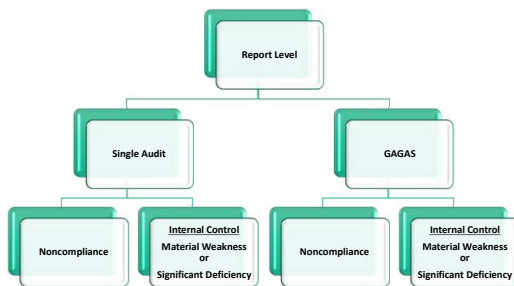 Report Level
Single Audit
GAGAS
Noncompliance
Internal Control
Material Weakness
or
Significant Deficiency
Noncompliance
Internal Control
Material Weakness
or
Significant Deficiency